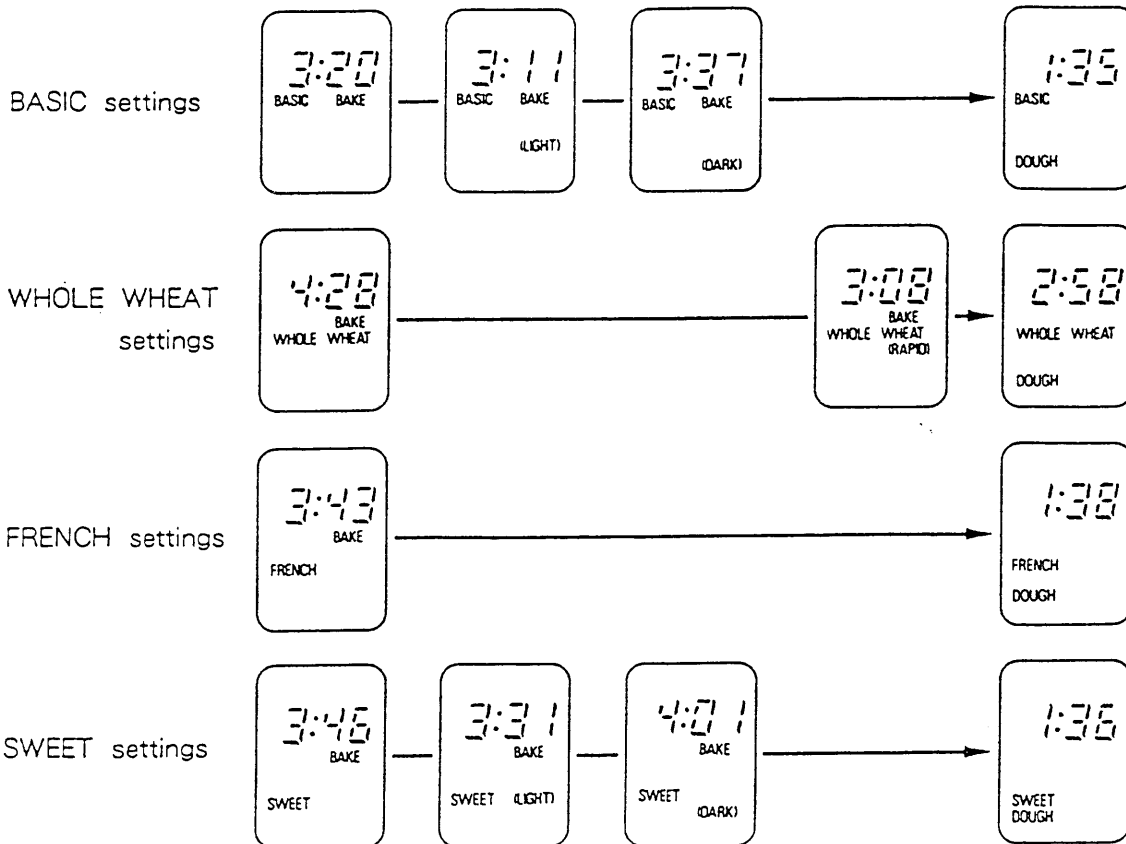 BASIC settings
3:20
BASIC BAKE
3:11
BASIC BAKE
(LIGHT)
3:37
BASIC BAKE
(DARK)
1:35
BASIC
DOUGH
WHOLE WHEAT
settings
4:28
BAKE
WHOLE WHEAT
3:08
BAKE
WHOLE WHEAT
(RAPID)
2:58
WHOLE WHEAT
DOUGH
FRENCH settings
3:43
BAKE
FRENCH
1:38
FRENCH
DOUGH
SWEET settings
3:46
BAKE
SWEET
3:31
BAKE
SWEET (LIGHT)
4:01
BAKE
SWEET
(DARK)
1:36
SWEET
DOUGH